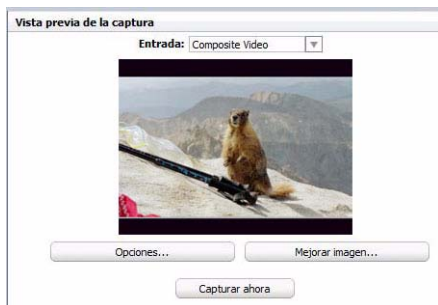 Vista previa de la captura
Entrada: Composite Video
Opciones... Mejorar imagen...
Capturar ahora